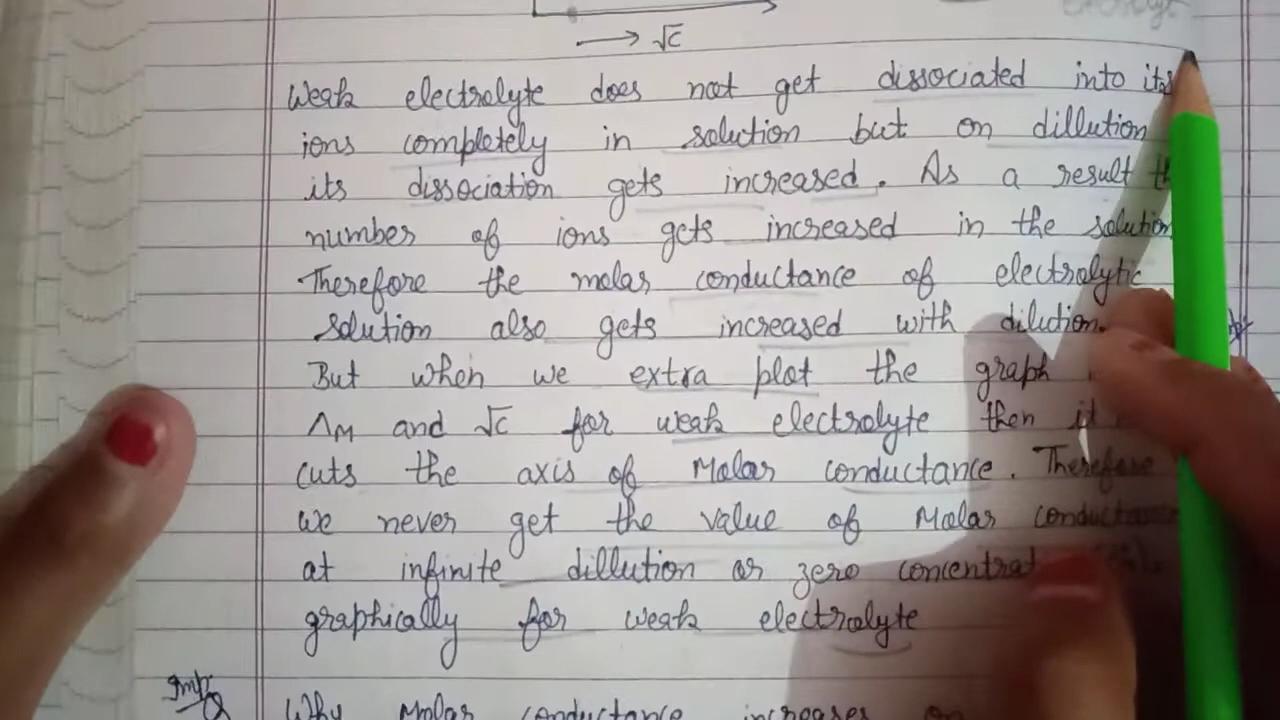 → √c
Weak electrolyte does not get dissociated into its
ions completely in solution but on dillution
its dissociation gets increased. As a result
number of ions gets increased in the solution
Therefore the molar conductance of electrolytic
solution also gets increased with dilution.
But when we extra plot the graph
ΛM and √c for weak electrolyte then it
cuts the axis of Molar conductance. Therefore
we never get the value of Molar conductance
at infinite dillution or zero concentrat
graphically for weak electrolyte
Imp Q Why Molar conductance increases on